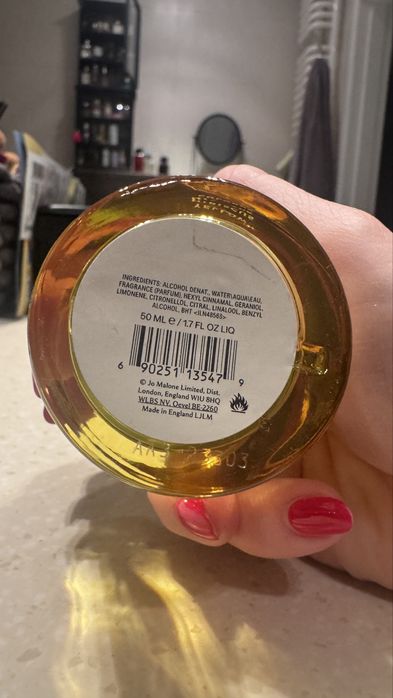 INGREDIENTS: ALCOHOL DENAT., WATER\AQUA\EAU,
FRAGRANCE (PARFUM), HEXYL CINNAMAL, GERANIOL,
LIMONENE, CITRONELLOL, CITRAL, LINALOOL, BENZYL
ALCOHOL, BHT <ILN48568>
50 ML e / 1.7 FL OZ LIQ
6 90251 13547 9
© Jo Malone Limited, Dist.
London, England W1U 8HQ
WLBS NV, Oevel BE-2260
Made in England LJLM